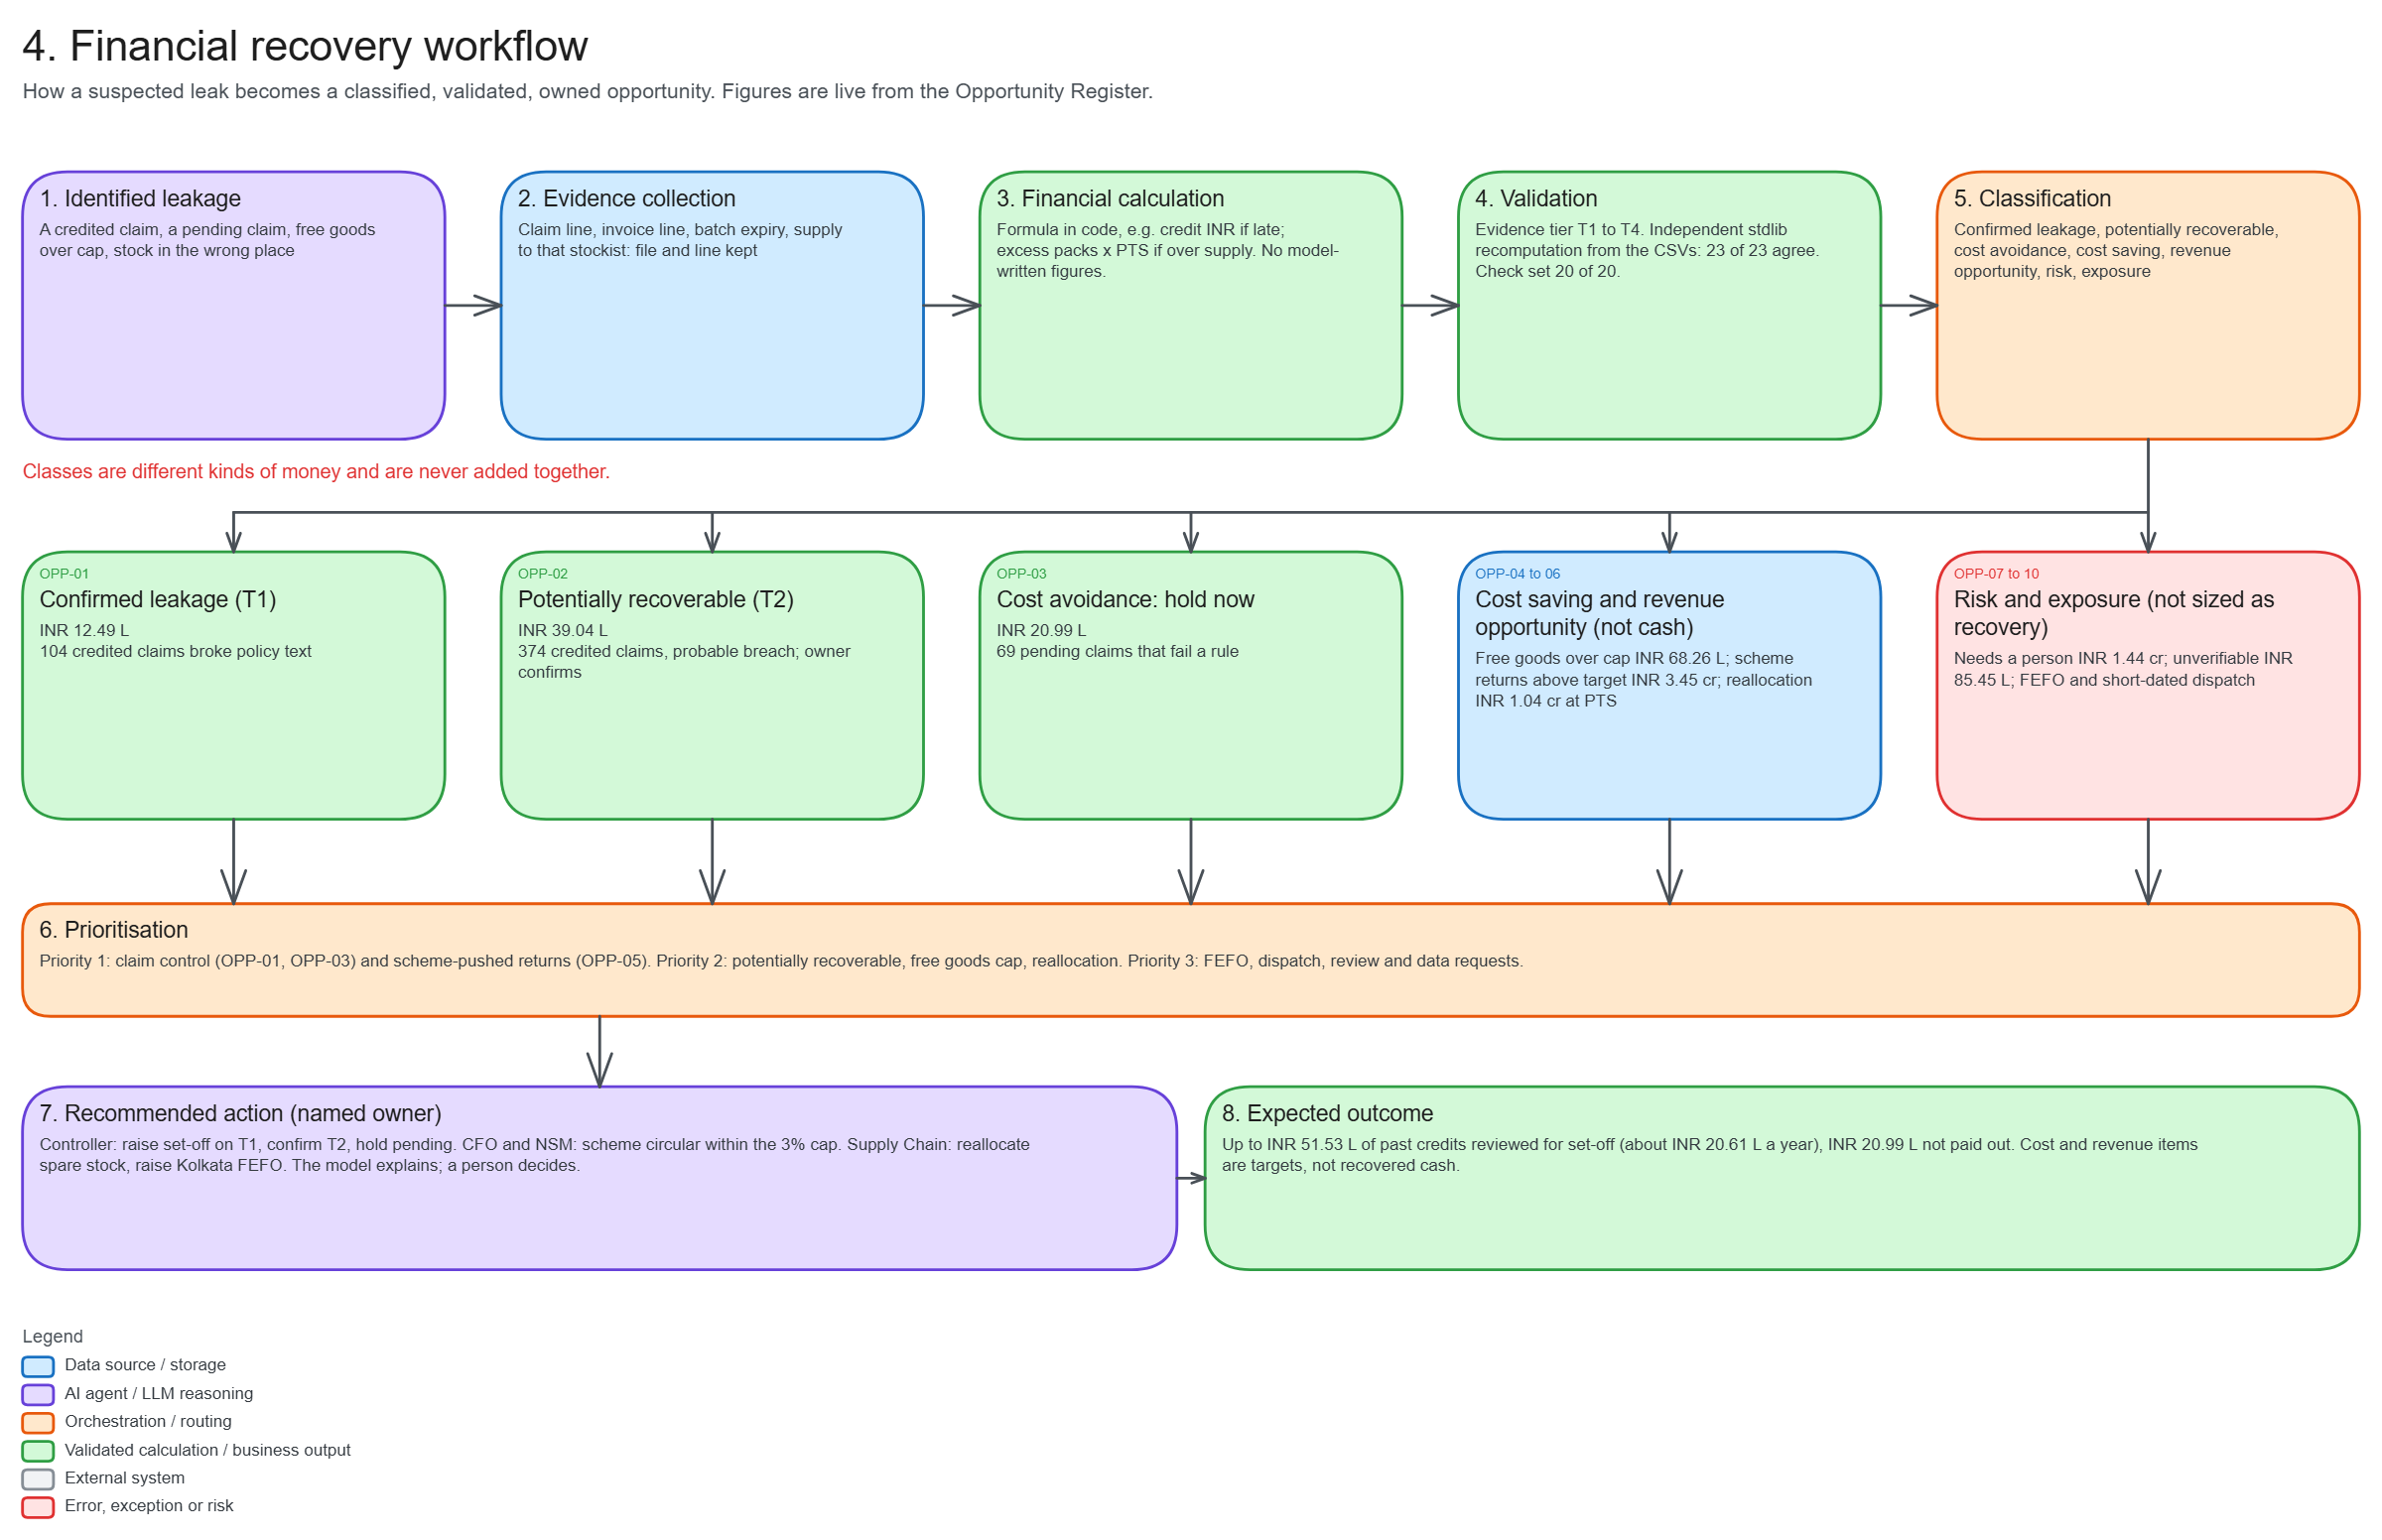 4. Financial recovery workflow
How a suspected leak becomes a classified, validated, owned opportunity. Figures are live from the Opportunity Register.
1. Identified leakage
A credited claim, a pending claim, free goods
over cap, stock in the wrong place
2. Evidence collection
Claim line, invoice line, batch expiry, supply
to that stockist: file and line kept
3. Financial calculation
Formula in code, e.g. credit INR if late;
excess packs x PTS if over supply. No model-
written figures.
4. Validation
Evidence tier T1 to T4. Independent stdlib
recomputation from the CSVs: 23 of 23 agree.
Check set 20 of 20.
5. Classification
Confirmed leakage, potentially recoverable,
cost avoidance, cost saving, revenue
opportunity, risk, exposure
Classes are different kinds of money and are never added together.
OPP-01
Confirmed leakage (T1)
INR 12.49 L
104 credited claims broke policy text
OPP-02
Potentially recoverable (T2)
INR 39.04 L
374 credited claims, probable breach; owner
confirms
OPP-03
Cost avoidance: hold now
INR 20.99 L
69 pending claims that fail a rule
OPP-04 to 06
Cost saving and revenue
opportunity (not cash)
Free goods over cap INR 68.26 L; scheme
returns above target INR 3.45 cr; reallocation
INR 1.04 cr at PTS
OPP-07 to 10
Risk and exposure (not sized as
recovery)
Needs a person INR 1.44 cr; unverifiable INR
85.45 L; FEFO and short-dated dispatch
6. Prioritisation
Priority 1: claim control (OPP-01, OPP-03) and scheme-pushed returns (OPP-05). Priority 2: potentially recoverable, free goods cap, reallocation. Priority 3: FEFO, dispatch, review and data requests.
7. Recommended action (named owner)
Controller: raise set-off on T1, confirm T2, hold pending. CFO and NSM: scheme circular within the 3% cap. Supply Chain: reallocate
spare stock, raise Kolkata FEFO. The model explains; a person decides.
8. Expected outcome
Up to INR 51.53 L of past credits reviewed for set-off (about INR 20.61 L a year), INR 20.99 L not paid out. Cost and revenue items
are targets, not recovered cash.
Legend
Data source / storage
AI agent / LLM reasoning
Orchestration / routing
Validated calculation / business output
External system
Error, exception or risk